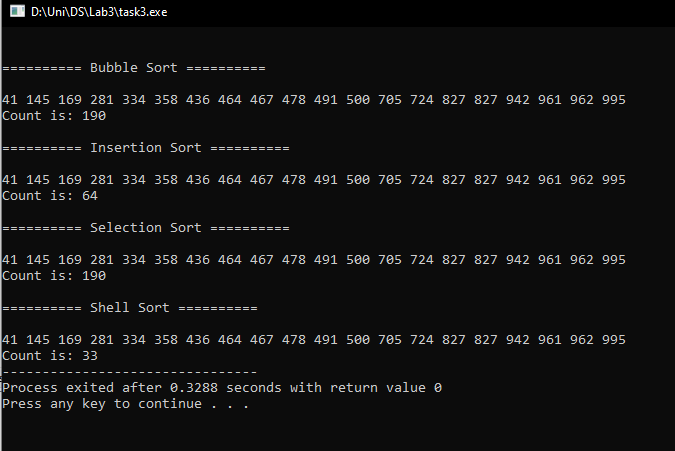 D:\Uni\DS\Lab3\task3.exe
========== Bubble Sort ==========
41 145 169 281 334 358 436 464 467 478 491 500 705 724 827 827 942 961 962 995
Count is: 190
========== Insertion Sort ==========
41 145 169 281 334 358 436 464 467 478 491 500 705 724 827 827 942 961 962 995
Count is: 64
========== Selection Sort ==========
41 145 169 281 334 358 436 464 467 478 491 500 705 724 827 827 942 961 962 995
Count is: 190
========== Shell Sort ==========
41 145 169 281 334 358 436 464 467 478 491 500 705 724 827 827 942 961 962 995
Count is: 33
--------------------------------
Process exited after 0.3288 seconds with return value 0
Press any key to continue . . .